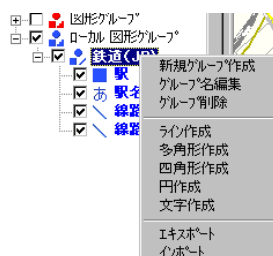 図形ｸﾞﾙｰﾌﾟ
ﾛｰｶﾙ 図形ｸﾞﾙｰﾌﾟ
鉄道(JR)
駅
あ 駅名
線路
線路
新規ｸﾞﾙｰﾌﾟ作成
ｸﾞﾙｰﾌﾟ名編集
ｸﾞﾙｰﾌﾟ削除
ﾗｲﾝ作成
多角形作成
四角形作成
円作成
文字作成
ｴｷｽﾎﾟｰﾄ
ｲﾝﾎﾟｰﾄ